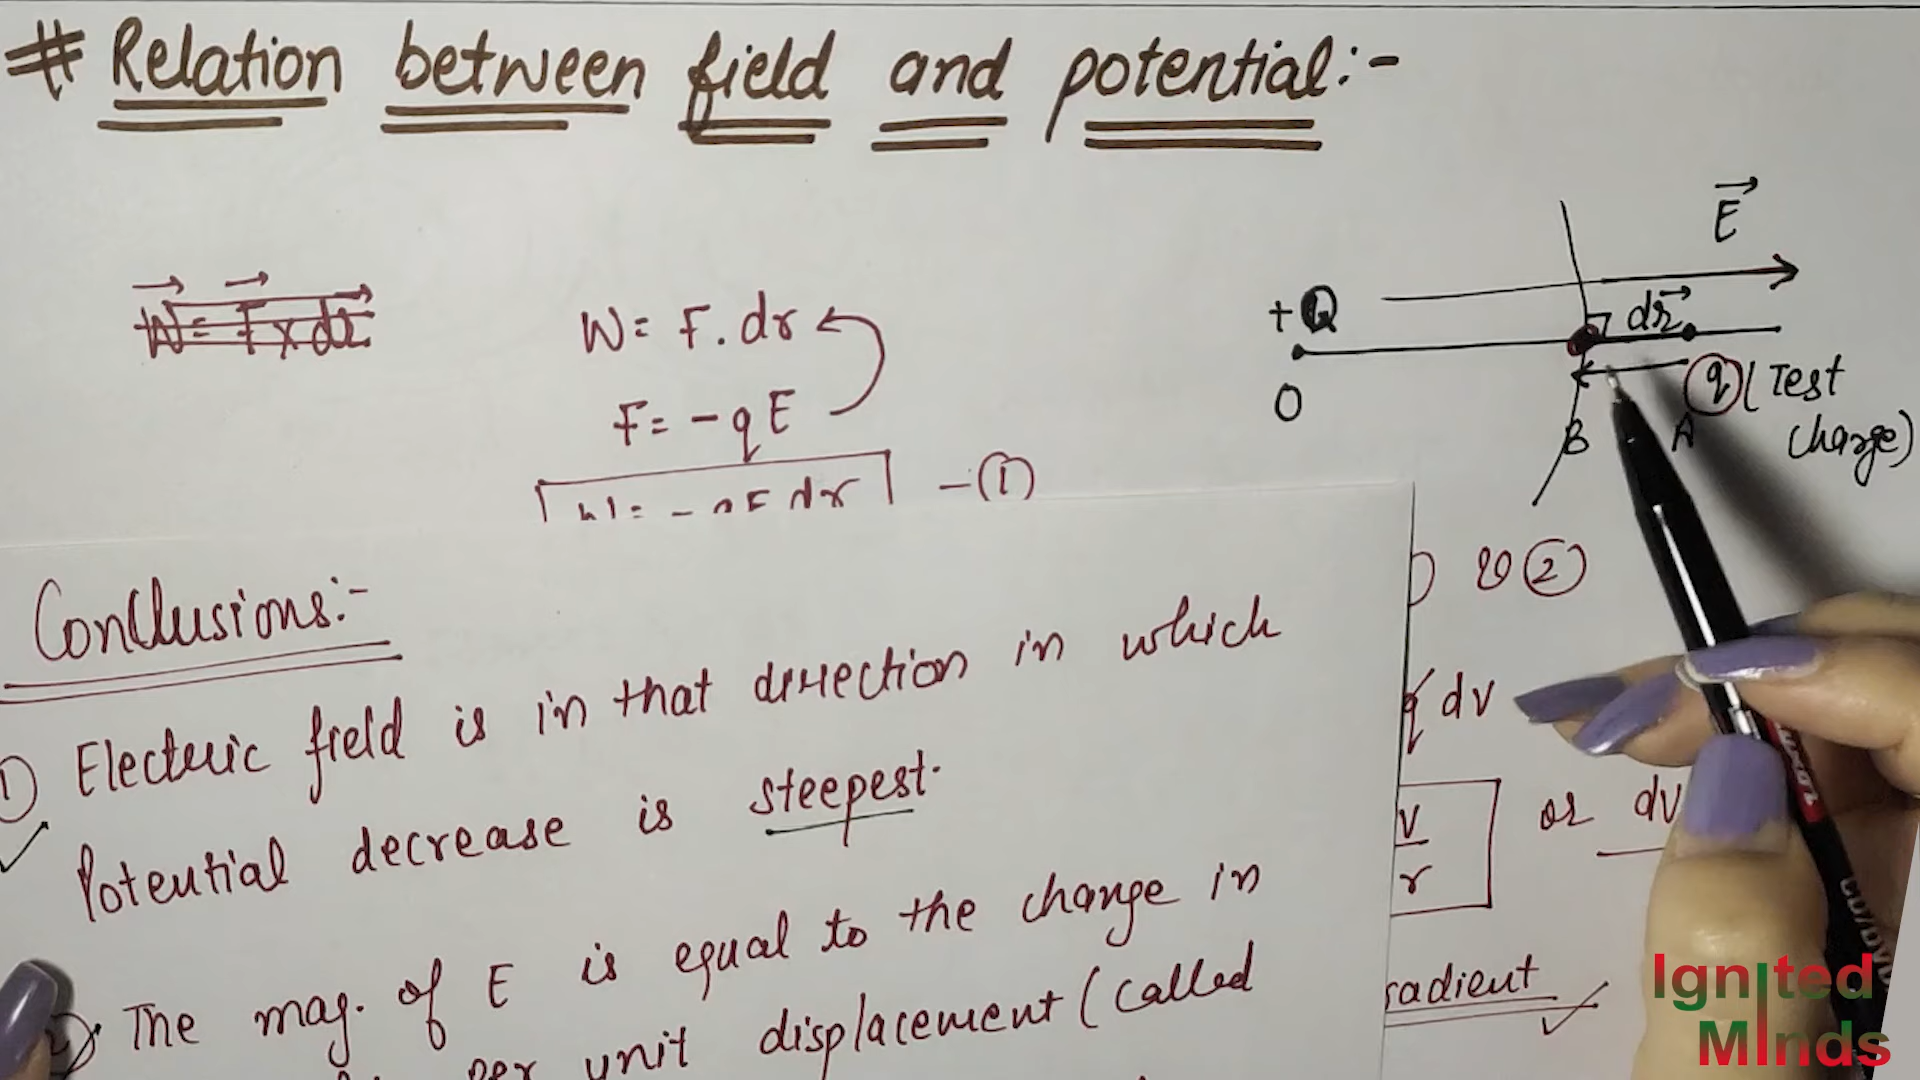 # Relation between field and potential:-
W = F x dr
W = F . dr
F = - q E
W = - q E dr - (1)
E
+Q
dr
O
q (Test
charge)
B
A
(2)
dV
V
r
or dV
radient
Conclusions:-
(1) Electric field is in that direction in which
Potential decrease is steepest.
The mag. of E is equal to the change in
per unit displacement (called
Ignited
Minds